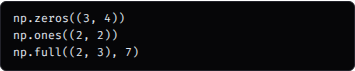 np.zeros((3, 4))
np.ones((2, 2))
np.full((2, 3), 7)